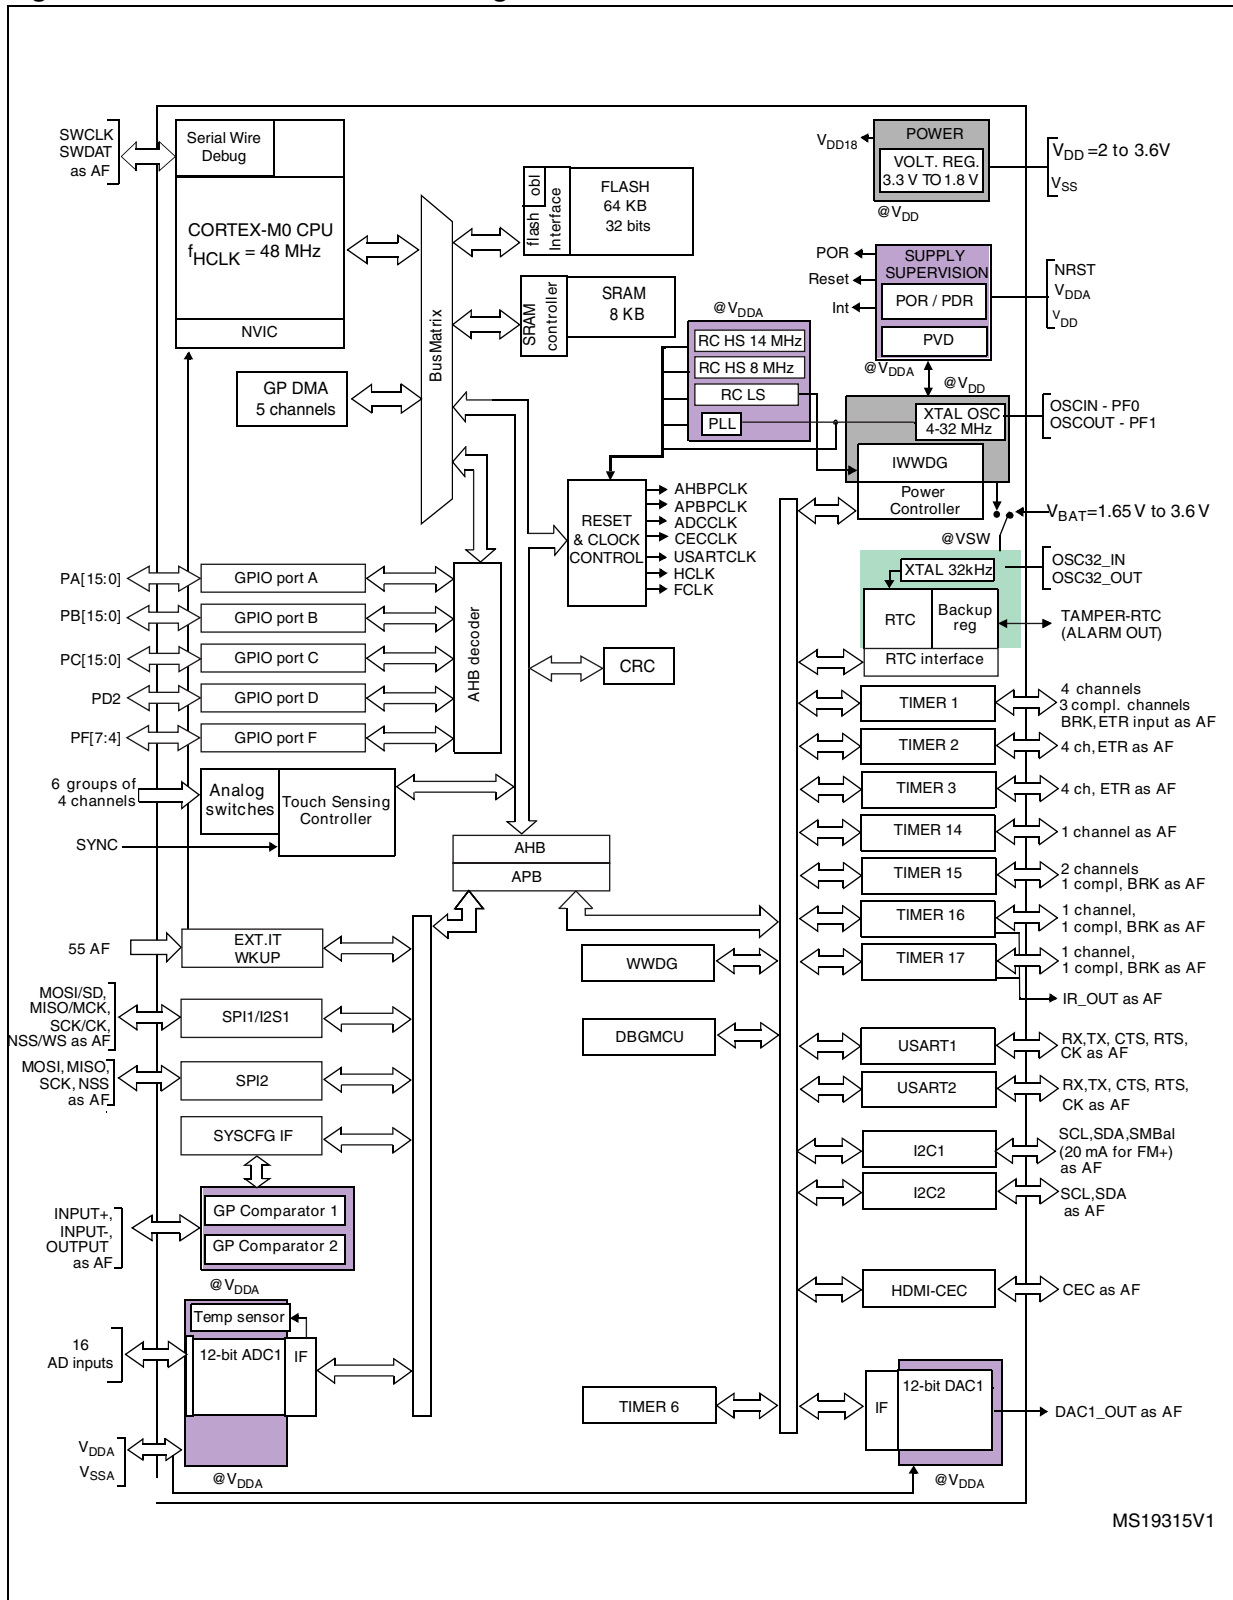 SWCLK
SWDAT
as AF
Serial Wire
Debug
CORTEX-M0 CPU
fHCLK = 48 MHz
NVIC
GP DMA
5 channels
BusMatrix
obl
flash
Interface
FLASH
64 KB
32 bits
SRAM
controller
SRAM
8 KB
VDD18
POWER
VOLT. REG.
3.3 V TO 1.8 V
@VDD
VDD =2 to 3.6V
VSS
POR
Reset
Int
SUPPLY
SUPERVISION
POR / PDR
PVD
@VDDA
@VDD
NRST
VDDA
VDD
@VDDA
RC HS 14 MHz
RC HS 8 MHz
RC LS
PLL
XTAL OSC
4-32 MHz
IWWDG
Power
Controller
OSCIN - PF0
OSCOUT - PF1
VBAT=1.65 V to 3.6 V
@VSW
RESET
& CLOCK
CONTROL
AHBPCLK
APBPCLK
ADCCLK
CECCLK
USARTCLK
HCLK
FCLK
XTAL 32kHz
RTC
Backup
reg
RTC interface
OSC32_IN
OSC32_OUT
TAMPER-RTC
(ALARM OUT)
PA[15:0]
GPIO port A
PB[15:0]
GPIO port B
PC[15:0]
GPIO port C
PD2
GPIO port D
PF[7:4]
GPIO port F
AHB decoder
CRC
6 groups of
4 channels
Analog
switches
Touch Sensing
Controller
SYNC
AHB
APB
TIMER 1
4 channels
3 compl. channels
BRK,ETR input as AF
TIMER 2
4 ch,ETR as AF
TIMER 3
4 ch, ETR as AF
TIMER 14
1 channel as AF
TIMER 15
2 channels
1 compl, BRK as AF
TIMER 16
1 channel,
1 compl, BRK as AF
TIMER 17
1 channel,
1 compl, BRK as AF
IR_OUT as AF
55 AF
EXT.IT
WKUP
WWDG
MOSI/SD,
MISO/MCK,
SCK/CK,
NSS/WS as AF
SPI1/I2S1
DBGMCU
USART1
RX,TX, CTS, RTS,
CK as AF
MOSI, MISO,
SCK, NSS
as AF
SPI2
USART2
RX,TX, CTS, RTS,
CK as AF
SYSCFG IF
I2C1
SCL,SDA,SMBal
(20 mA for FM+)
as AF
I2C2
SCL,SDA
as AF
INPUT+,
INPUT-,
OUTPUT
as AF
GP Comparator 1
GP Comparator 2
@VDDA
HDMI-CEC
CEC as AF
Temp sensor
16
AD inputs
12-bit ADC1
IF
TIMER 6
IF
12-bit DAC1
DAC1_OUT as AF
VDDA
VSSA
@VDDA
@VDDA
MS19315V1